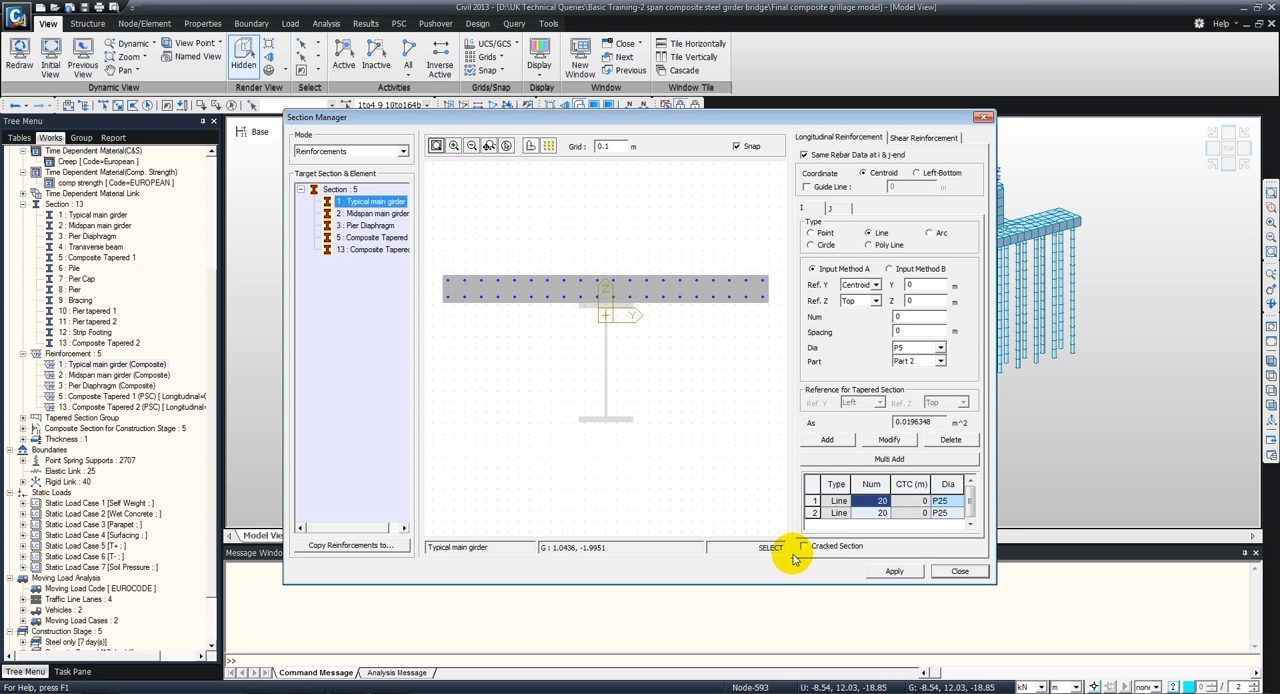 Civil 2013 - [D:\UK Technical Queries\Basic Training-2 span composite steel girder bridge\Final composite grillage model] - [Model View]
View Structure Node/Element Properties Boundary Load Analysis Results PSC Pushover Design Query Tools Help
Redraw Initial View Previous View Dynamic Zoom Pan View Point Named View Hidden Select Active Inactive All Inverse Active UCS/GCS Grids Snap Display New Window Close Next Previous Tile Horizontally Tile Vertically Cascade
Dynamic View Render View Select Activities Grids/Snap Display Window Window Tabs
1to4 9 10to164b
Tree Menu
Tables Works Group Report
Time Dependent Material(C&S)
Creep [ Code=European ]
Time Dependent Material(Comp. Strength)
comp strength [ Code=EUROPEAN ]
Time Dependent Material Link
Section : 13
1 : Typical main girder
2 : Midspan main girder
3 : Pier Diaphragm
4 : Transverse beam
5 : Composite Tapered 1
6 : Pile
7 : Pier Cap
8 : Pier
9 : Bracing
10 : Pier tapered 1
11 : Pier tapered 2
12 : Strip Footing
13 : Composite Tapered 2
Reinforcement : 5
1 : Typical main girder (Composite)
2 : Midspan main girder (Composite)
3 : Pier Diaphragm (Composite)
5 : Composite Tapered 1 (PSC) [ Longitudinal=
13 : Composite Tapered 2 (PSC) [ Longitudinal=
Tapered Section Group
Composite Section for Construction Stage : 5
Thickness : 1
Boundaries
Point Spring Supports : 2707
Elastic Link : 25
Rigid Link : 40
Static Loads
Static Load Case 1 [Self Weight ; ]
Static Load Case 2 [Wet Concrete ; ]
Static Load Case 3 [Parapet ; ]
Static Load Case 4 [Surfacing ; ]
Static Load Case 5 [T+ ; ]
Static Load Case 6 [T- ; ]
Static Load Case 7 [Soil Pressure ; ]
Moving Load Analysis
Moving Load Code [ EUROCODE ]
Traffic Line Lanes : 4
Vehicles : 2
Moving Load Cases : 2
Construction Stage : 5
Steel only [7 day(s)]
Tree Menu Task Pane
Base
Section Manager
Mode
Reinforcements
Target Section & Element
Section : 5
1 : Typical main girder
2 : Midspan main girder
3 : Pier Diaphragm
5 : Composite Tapered
13 : Composite Tapere
Copy Reinforcements to...
Grid : 0.1 m Snap
Z
Y
Typical main girder G : 1.0436, -1.9951 SELECT
Longitudinal Reinforcement Shear Reinforcement
Same Rebar Data at i & j-end
Coordinate Centroid Left-Bottom
Guide Line : 0 m
I J
Type
Point Line Arc
Circle Poly Line
Input Method A Input Method B
Ref. Y Centroid Y 0 m
Ref. Z Top Z 0 m
Num 0
Spacing 0 m
Dia P5
Part Part 2
Reference for Tapered Section
Ref. Y Left Ref. Z Top
As 0.0196348 m^2
Add Modify Delete
Multi Add
Type Num CTC (m) Dia
1 Line 20 0 P25
2 Line 20 0 P25
Cracked Section
Apply Close
TOP
Model View
Message Window
>>
Command Message Analysis Message
For Help, press F1 Node-593 U: -8.54, 12.03, -18.85 G: -8.54, 12.03, -18.85 kN m none ? 2